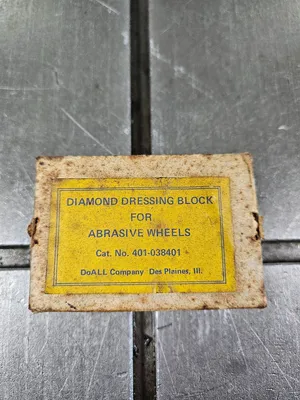 DIAMOND DRESSING BLOCK
FOR
ABRASIVE WHEELS
Cat. No. 401-038401
DoALL Company Des Plaines, Ill.